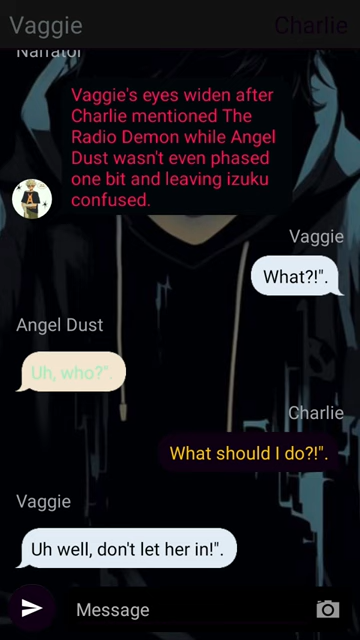 Vaggie
Charlie
Narrator
Vaggie's eyes widen after
Charlie mentioned The
Radio Demon while Angel
Dust wasn't even phased
one bit and leaving izuku
confused.
Vaggie
What?!".
Angel Dust
Uh, who?".
Charlie
What should I do?!".
Vaggie
Uh well, don't let her in!".
Message